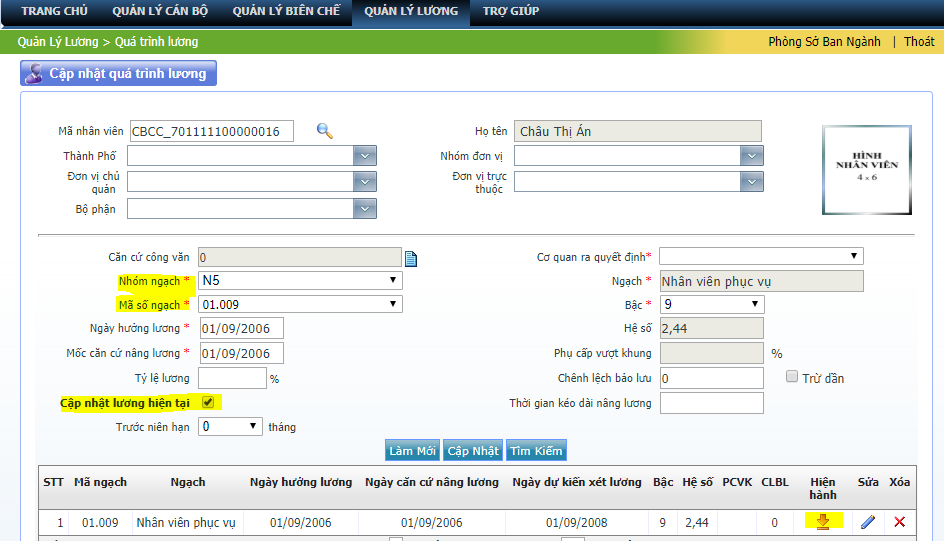 TRANG CHỦ QUẢN LÝ CÁN BỘ QUẢN LÝ BIÊN CHẾ QUẢN LÝ LƯƠNG TRỢ GIÚP
Quản Lý Lương > Quá trình lương Phòng Sở Ban Ngành | Thoát
Cập nhật quá trình lương
Mã nhân viên CBCC_701111100000016 Họ tên Châu Thị Án
Thành Phố Nhóm đơn vị
Đơn vị chủ quản Đơn vị trực thuộc
Bộ phận
HÌNH
NHÂN VIÊN
4 x 6
Căn cứ công văn 0 Cơ quan ra quyết định*
Nhóm ngạch * N5 Ngạch * Nhân viên phục vụ
Mã số ngạch * 01.009 Bậc * 9
Ngày hưởng lương * 01/09/2006 Hệ số 2,44
Mốc căn cứ nâng lương * 01/09/2006 Phụ cấp vượt khung %
Tỷ lệ lương % Chênh lệch bảo lưu 0 Trừ dần
Cập nhật lương hiện tại Thời gian kéo dài nâng lương
Trước niên hạn 0 tháng
Làm Mới Cập Nhật Tìm Kiếm
STT Mã ngạch Ngạch Ngày hưởng lương Ngày căn cứ nâng lương Ngày dự kiến xét lương Bậc Hệ số PCVK CLBL Hiện hành Sửa Xóa
1 01.009 Nhân viên phục vụ 01/09/2006 01/09/2006 01/09/2008 9 2,44 0